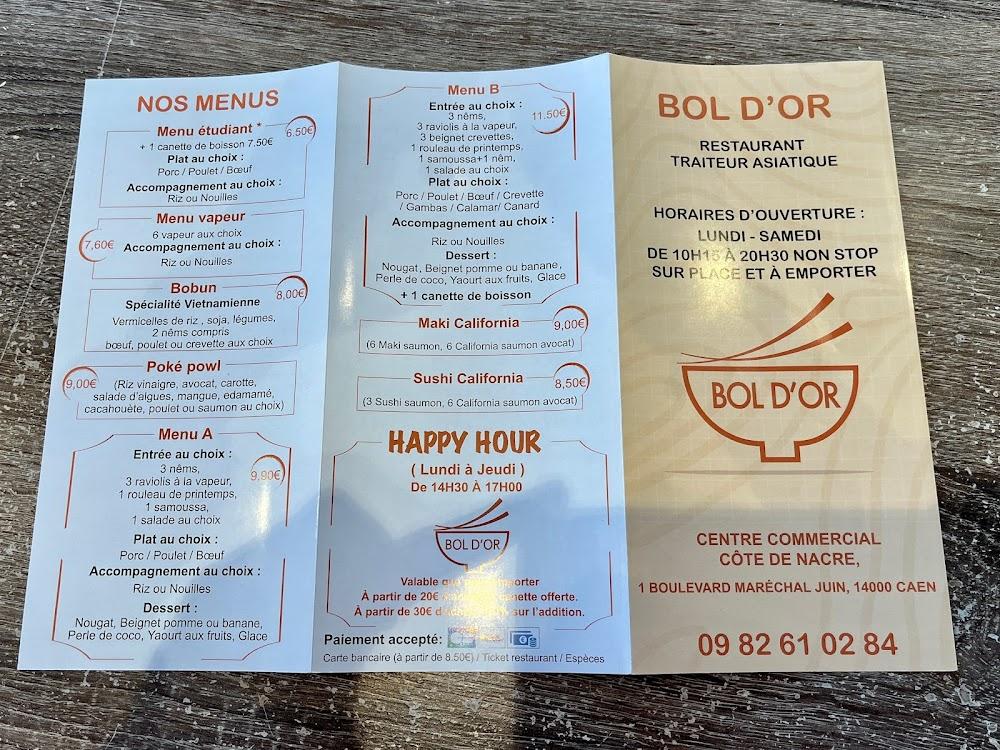 NOS MENUS
Menu étudiant *
6.50€
+ 1 canette de boisson 7.50€
Plat au choix :
Porc / Poulet / Bœuf
Accompagnement au choix :
Riz ou Nouilles
Menu vapeur
7,60€
6 vapeur aux choix
Accompagnement au choix :
Riz ou Nouilles
Bobun
8,00€
Spécialité Vietnamienne
Vermicelles de riz , soja, légumes,
2 nêms compris
bœuf, poulet ou crevette aux choix
Poké powl
9,00€
(Riz vinaigre, avocat, carotte,
salade d'algues, mangue, edamamé,
cacahouète, poulet ou saumon au choix)
Menu A
9,90€
Entrée au choix :
3 nêms,
3 raviolis à la vapeur,
1 rouleau de printemps,
1 samoussa,
1 salade au choix
Plat au choix :
Porc / Poulet / Bœuf
Accompagnement au choix :
Riz ou Nouilles
Dessert :
Nougat, Beignet pomme ou banane,
Perle de coco, Yaourt aux fruits, Glace
Menu B
11.50€
Entrée au choix :
3 nêms,
3 raviolis à la vapeur,
3 beignet crevettes,
1 rouleau de printemps,
1 samoussa+1 nêm,
1 salade au choix
Plat au choix :
Porc / Poulet / Bœuf / Crevette
/ Gambas / Calamar/ Canard
Accompagnement au choix :
Riz ou Nouilles
Dessert :
Nougat, Beignet pomme ou banane,
Perle de coco, Yaourt aux fruits, Glace
+ 1 canette de boisson
Maki California
9,00€
(6 Maki saumon, 6 California saumon avocat)
Sushi California
8,50€
(3 Sushi saumon, 6 California saumon avocat)
HAPPY HOUR
( Lundi à Jeudi )
De 14H30 À 17H00
BOL D'OR
Valable à emporter
À partir de 20€ canette offerte.
À partir de 30€ sur l'addition.
Paiement accepté:
Carte bancaire (à partir de 8.50€) / Ticket restaurant / Espèces
BOL D'OR
RESTAURANT
TRAITEUR ASIATIQUE
HORAIRES D'OUVERTURE :
LUNDI - SAMEDI
DE 10H15 À 20H30 NON STOP
SUR PLACE ET À EMPORTER
BOL D'OR
CENTRE COMMERCIAL
CÔTE DE NACRE,
1 BOULEVARD MARÉCHAL JUIN, 14000 CAEN
09 82 61 02 84